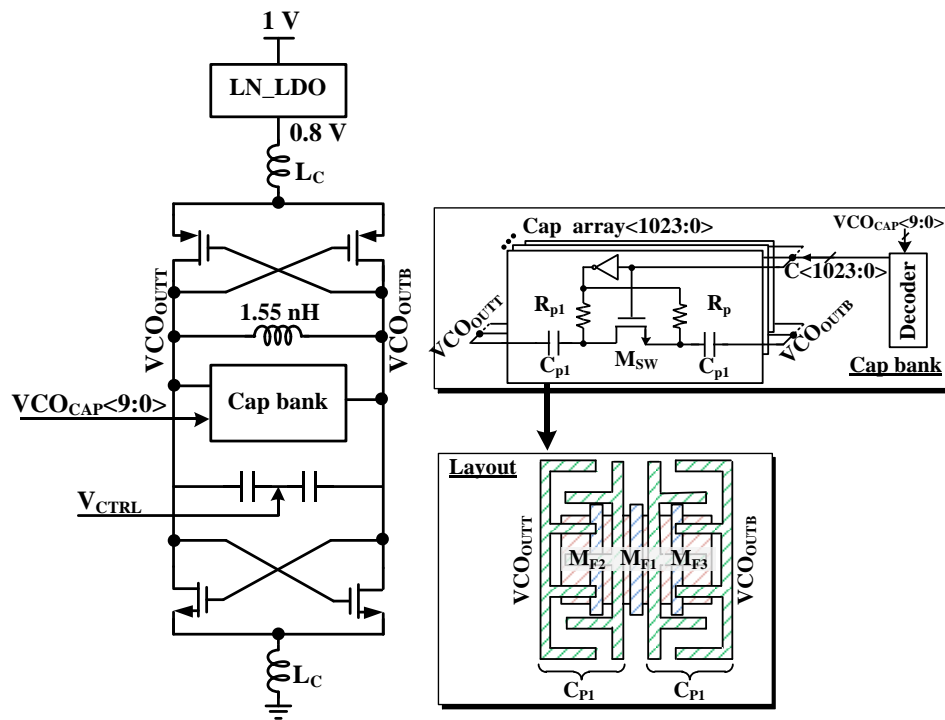 1 V
LN_LDO
0.8 V
LC
VCOOUTT
VCOOUTB
1.55 nH
Cap bank
VCOCAP<9:0>
VCTRL
LC
Cap array<1023:0>
VCOCAP<9:0>
C<1023:0>
Decoder
Rp1
Rp
VCOOUTT
Cp1
MSW
Cp1
VCOOUTB
Cap bank
Layout
VCOOUTT
MF2
MF1
MF3
VCOOUTB
CP1
CP1